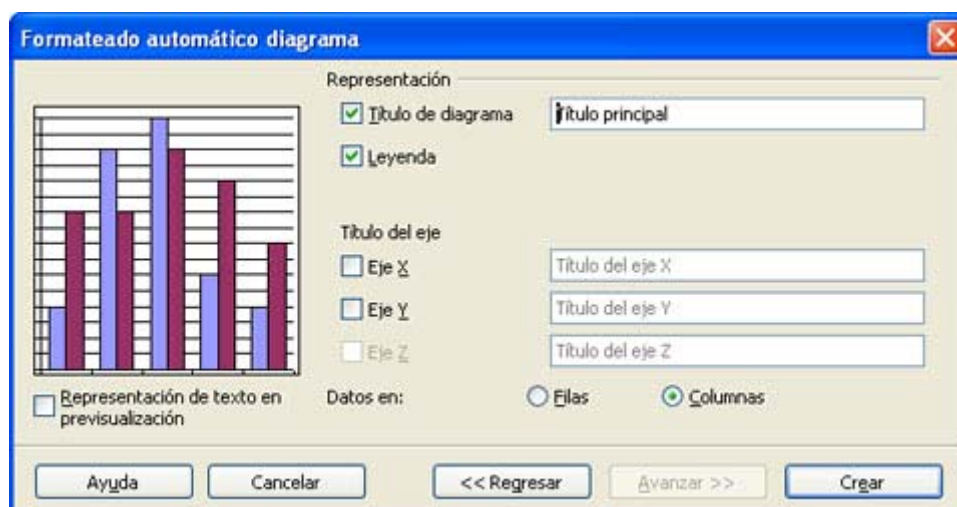 Formateado automático diagrama
Representación
Título de diagrama
Título principal
Leyenda
Título del eje
Eje X
Título del eje X
Eje Y
Título del eje Y
Eje Z
Título del eje Z
Representación de texto en
previsualización
Datos en:
Filas
Columnas
Ayuda
Cancelar
<< Regresar
Avanzar >>
Crear